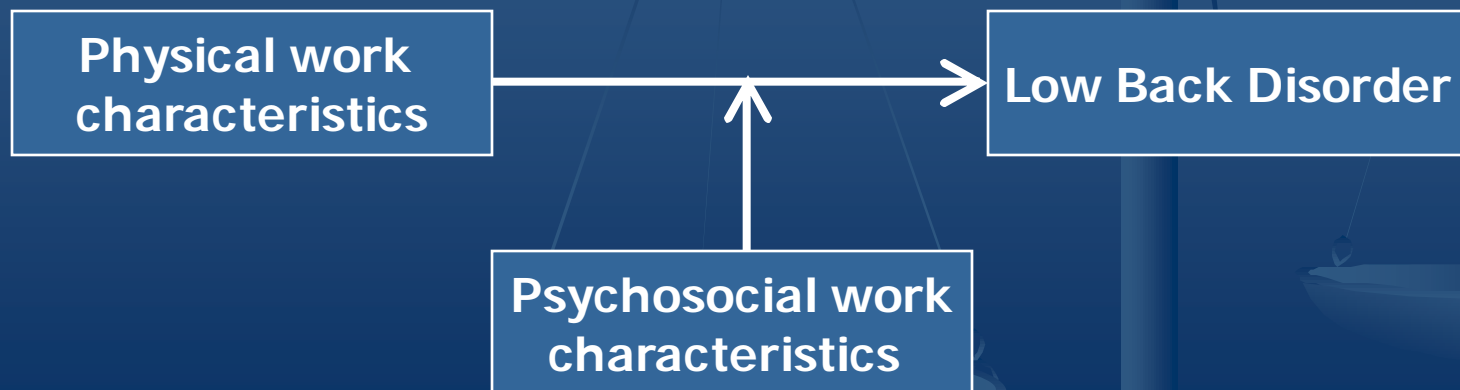 Physical work
characteristics
Low Back Disorder
Psychosocial work
characteristics